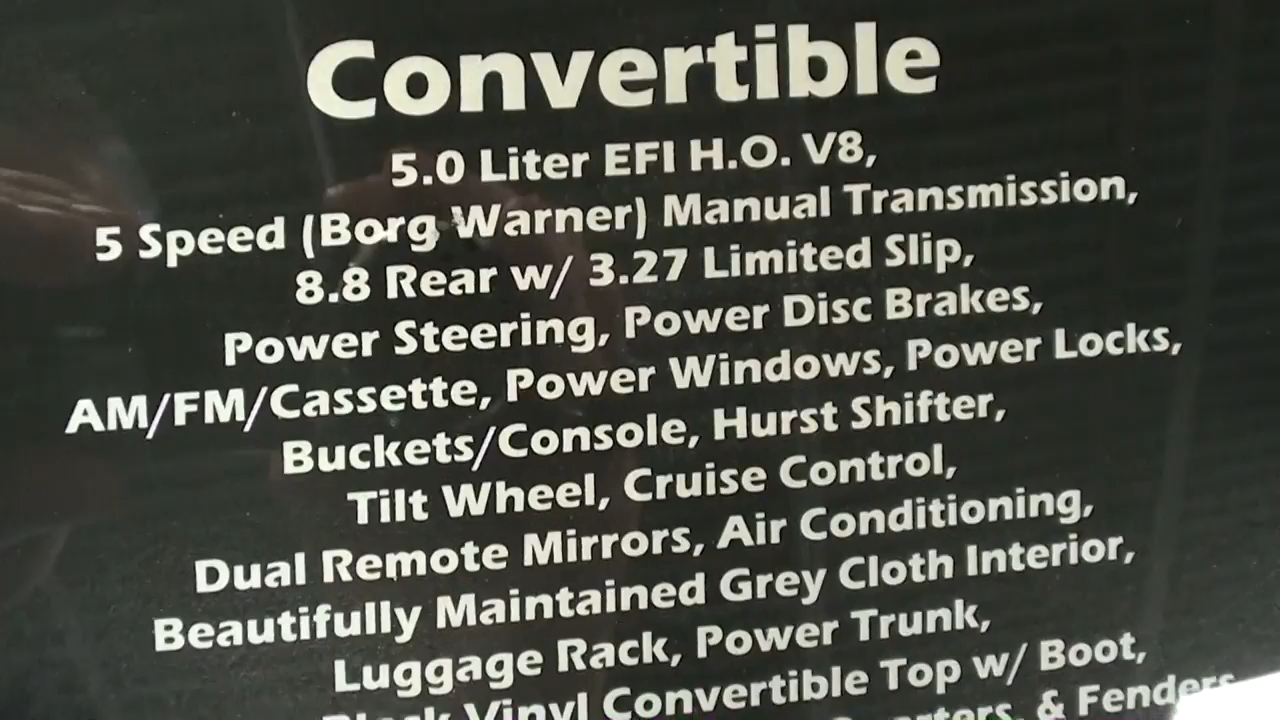 Convertible
5.0 Liter EFI H.O. V8,
5 Speed (Borg Warner) Manual Transmission,
8.8 Rear w/ 3.27 Limited Slip,
Power Steering, Power Disc Brakes,
AM/FM/Cassette, Power Windows, Power Locks,
Buckets/Console, Hurst Shifter,
Tilt Wheel, Cruise Control,
Dual Remote Mirrors, Air Conditioning,
Beautifully Maintained Grey Cloth Interior,
Luggage Rack, Power Trunk,
Black Vinyl Convertible Top w/ Boot,
& Fenders